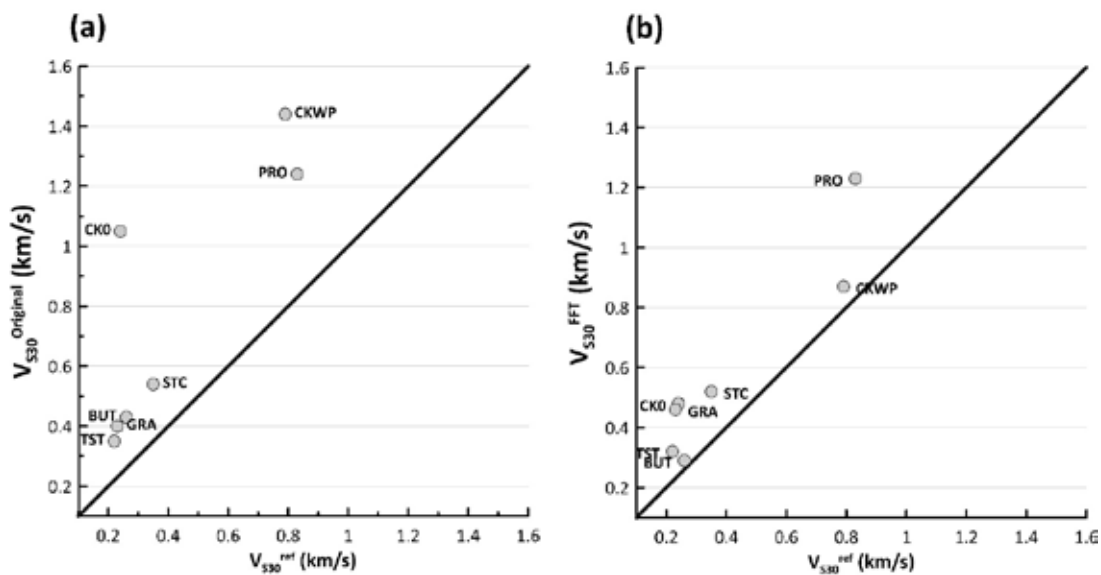 (a)
1.6
1.4
1.2
1
0.8
0.6
0.4
0.2
V_S30^Original (km/s)
CKWP
PRO
CK0
STC
BUT
GRA
TST
0.2 0.4 0.6 0.8 1 1.2 1.4 1.6
V_S30^ref (km/s)
(b)
1.6
1.4
1.2
1
0.8
0.6
0.4
0.2
V_S30^FFT (km/s)
PRO
CKWP
STC
CK0
GRA
TST
BUT
0.2 0.4 0.6 0.8 1 1.2 1.4 1.6
V_S30^ref (km/s)